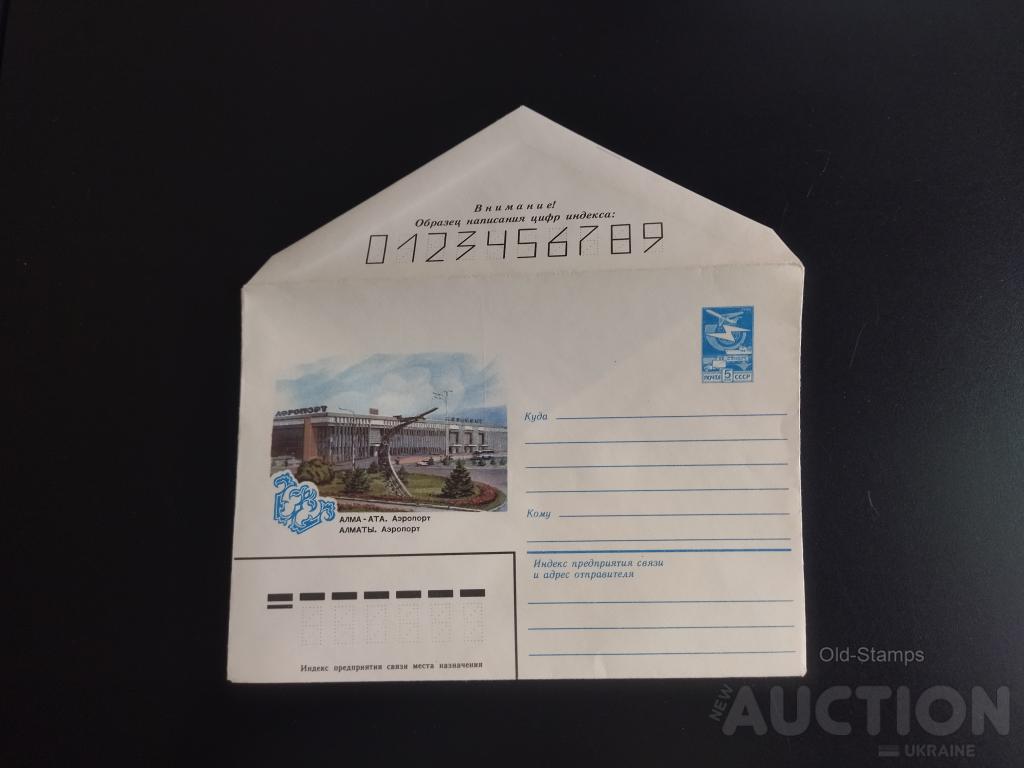 Внимание!
Образец написания цифр индекса:
0123456789
ПОЧТА 5 СССР
АЭРОПОРТ
Куда
Кому
АЛМА-АТА. Аэропорт
АЛМАТЫ. Аэропорт
Индекс предприятия связи
и адрес отправителя
Индекс предприятия связи места назначения
Old-Stamps
NEW AUCTION
UKRAINE